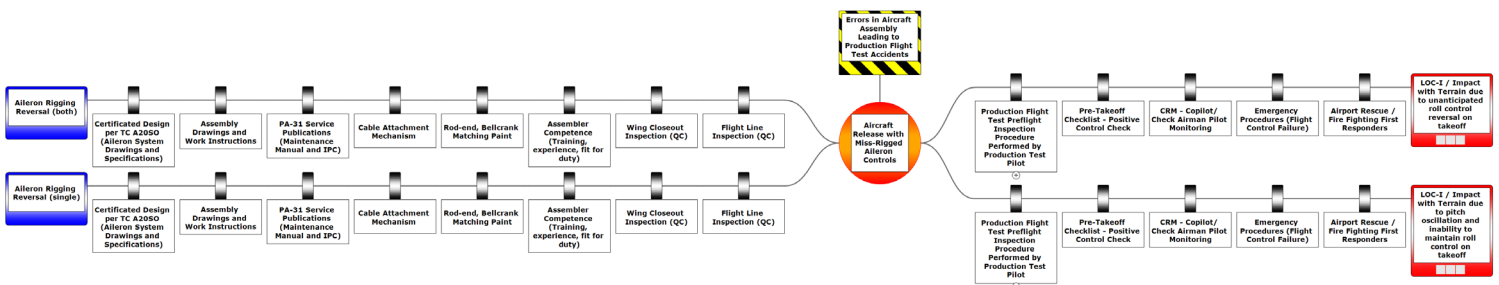 Errors in Aircraft
Assembly
Leading to
Production Flight
Test Accidents
Aileron Rigging
Reversal (both)
Certificated Design
per TC A20SO
(Aileron System
Drawings and
Specifications)
Assembly
Drawings and
Work Instructions
PA-31 Service
Publications
(Maintenance
Manual and IPC)
Cable Attachment
Mechanism
Rod-end, Bellcrank
Matching Paint
Assembler
Competence
(Training,
experience, fit for
duty)
Wing Closeout
Inspection (QC)
Flight Line
Inspection (QC)
Aircraft
Release with
Miss-Rigged
Aileron
Controls
Production Flight
Test Preflight
Inspection
Procedure
Performed by
Production Test
Pilot
Pre-Takeoff
Checklist - Positive
Control Check
CRM - Copilot/
Check Airman Pilot
Monitoring
Emergency
Procedures (Flight
Control Failure)
Airport Rescue /
Fire Fighting First
Responders
LOC-I / Impact
with Terrain due
to unanticipated
roll control
reversal on
takeoff
Aileron Rigging
Reversal (single)
Certificated Design
per TC A20SO
(Aileron System
Drawings and
Specifications)
Assembly
Drawings and
Work Instructions
PA-31 Service
Publications
(Maintenance
Manual and IPC)
Cable Attachment
Mechanism
Rod-end, Bellcrank
Matching Paint
Assembler
Competence
(Training,
experience, fit for
duty)
Wing Closeout
Inspection (QC)
Flight Line
Inspection (QC)
Production Flight
Test Preflight
Inspection
Procedure
Performed by
Production Test
Pilot
Pre-Takeoff
Checklist - Positive
Control Check
CRM - Copilot/
Check Airman Pilot
Monitoring
Emergency
Procedures (Flight
Control Failure)
Airport Rescue /
Fire Fighting First
Responders
LOC-I / Impact
with Terrain due
to pitch
oscillation and
inability to
maintain roll
control on
takeoff